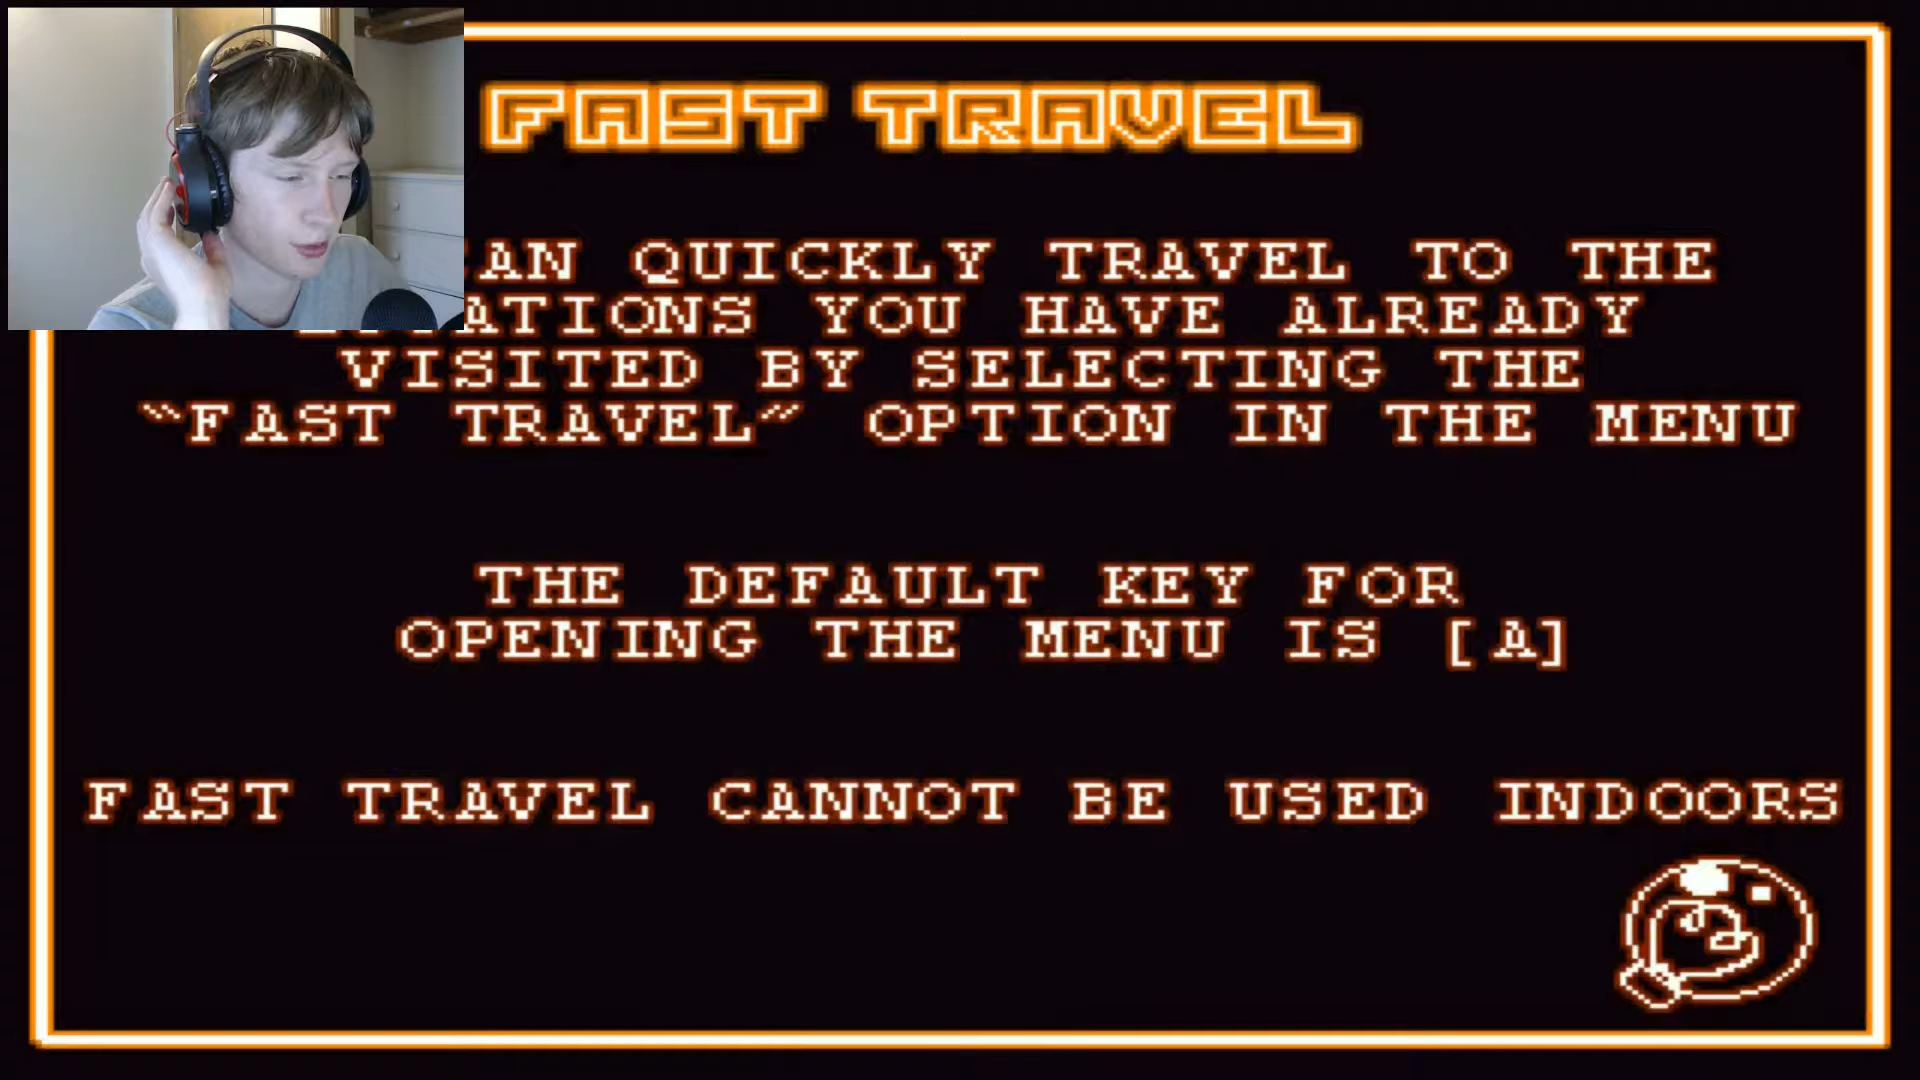 FAST TRAVEL
AN QUICKLY TRAVEL TO THE
ATIONS YOU HAVE ALREADY
VISITED BY SELECTING THE
"FAST TRAVEL" OPTION IN THE MENU
THE DEFAULT KEY FOR
OPENING THE MENU IS [A]
FAST TRAVEL CANNOT BE USED INDOORS